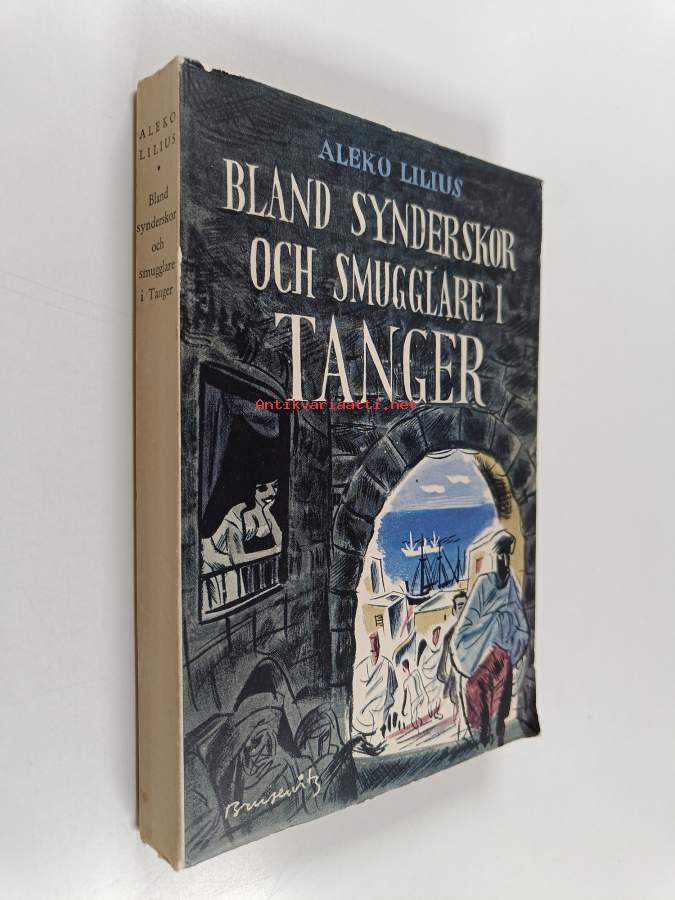 ALEKO
LILIUS
•
Bland
synderskor
och
smugglare
i Tanger
ALEKO LILIUS
BLAND SYNDERSKOR
OCH SMUGGLARE I
TANGER
Antikvariaatti.net
Brusewitz